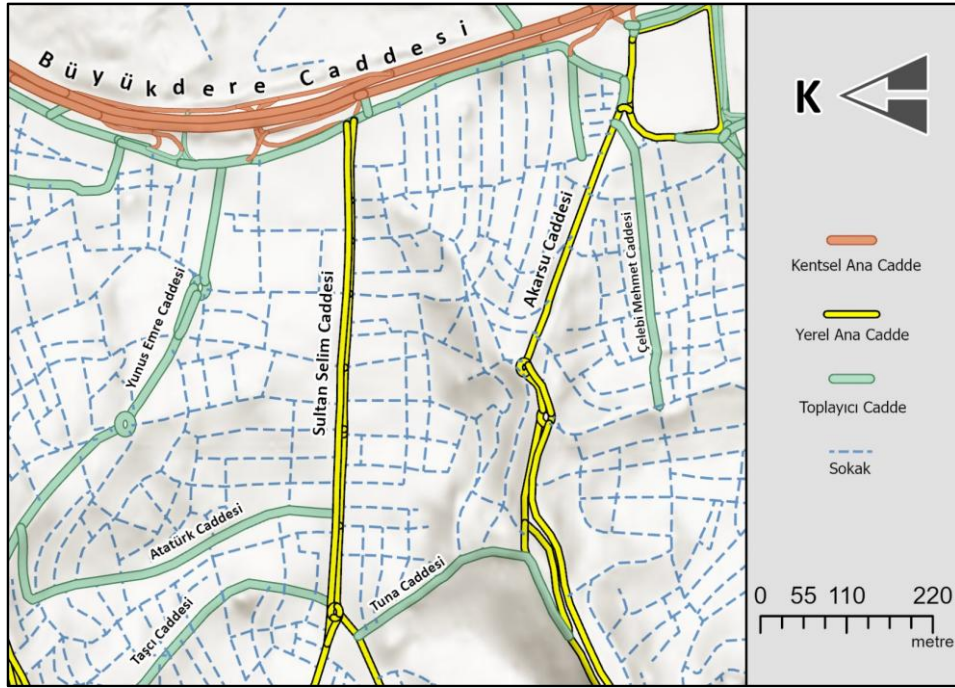 Büyükdere Caddesi
Yunus Emre Caddesi
Sultan Selim Caddesi
Akarsu Caddesi
Çelebi Mehmet Caddesi
Atatürk Caddesi
Taşcı Caddesi
Tuna Caddesi
K
Kentsel Ana Cadde
Yerel Ana Cadde
Toplayıcı Cadde
Sokak
0 55 110 220
metre